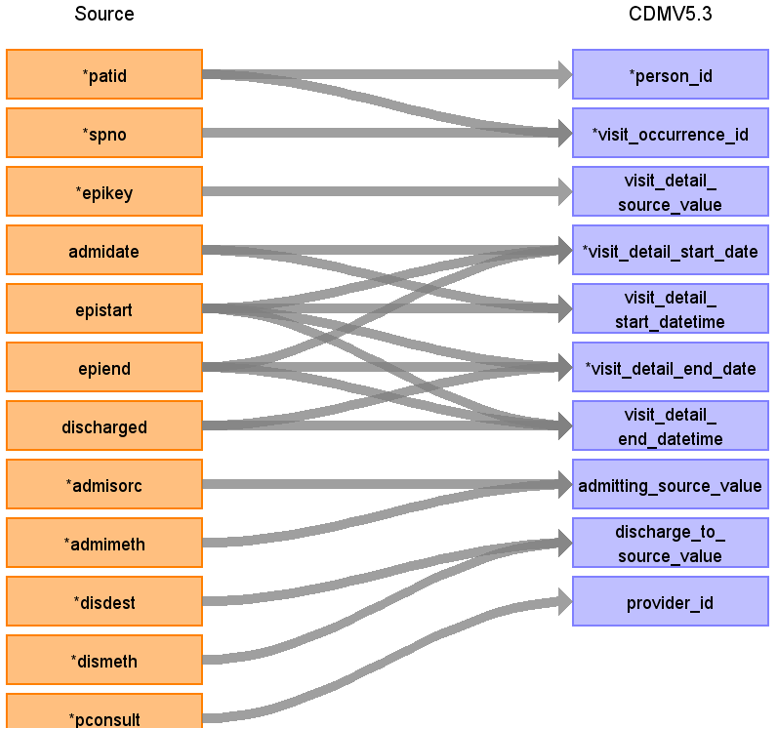 Source CDMV5.3
*patid *person_id
*spno *visit_occurrence_id
*epikey visit_detail_
source_value
admidate *visit_detail_start_date
epistart visit_detail_
start_datetime
epiend *visit_detail_end_date
discharged visit_detail_
end_datetime
*admisorc admitting_source_value
*admimeth discharge_to_
source_value
*disdest provider_id
*dismeth
*pconsult